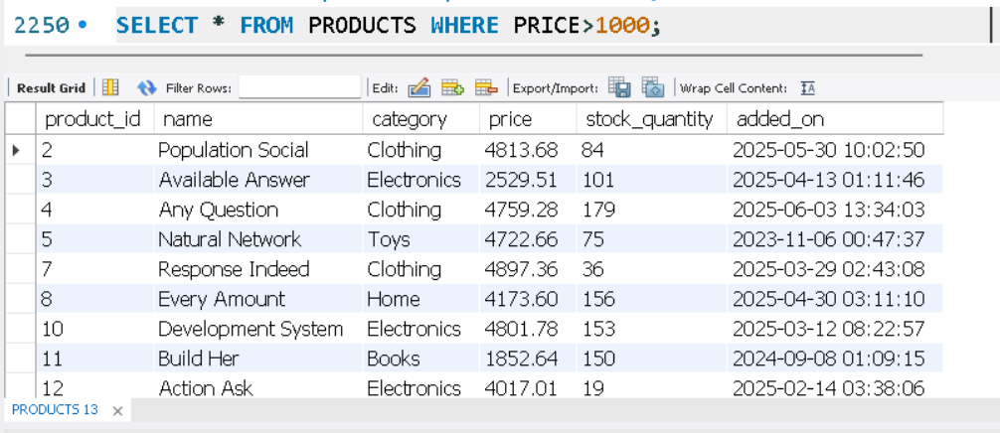 2250 SELECT * FROM PRODUCTS WHERE PRICE>1000;
Result Grid Filter Rows: Edit: Export/Import: Wrap Cell Content:
product_id name category price stock_quantity added_on
2 Population Social Clothing 4813.68 84 2025-05-30 10:02:50
3 Available Answer Electronics 2529.51 101 2025-04-13 01:11:46
4 Any Question Clothing 4759.28 179 2025-06-03 13:34:03
5 Natural Network Toys 4722.66 75 2023-11-06 00:47:37
7 Response Indeed Clothing 4897.36 36 2025-03-29 02:43:08
8 Every Amount Home 4173.60 156 2025-04-30 03:11:10
10 Development System Electronics 4801.78 153 2025-03-12 08:22:57
11 Build Her Books 1852.64 150 2024-09-08 01:09:15
12 Action Ask Electronics 4017.01 19 2025-02-14 03:38:06
PRODUCTS 13